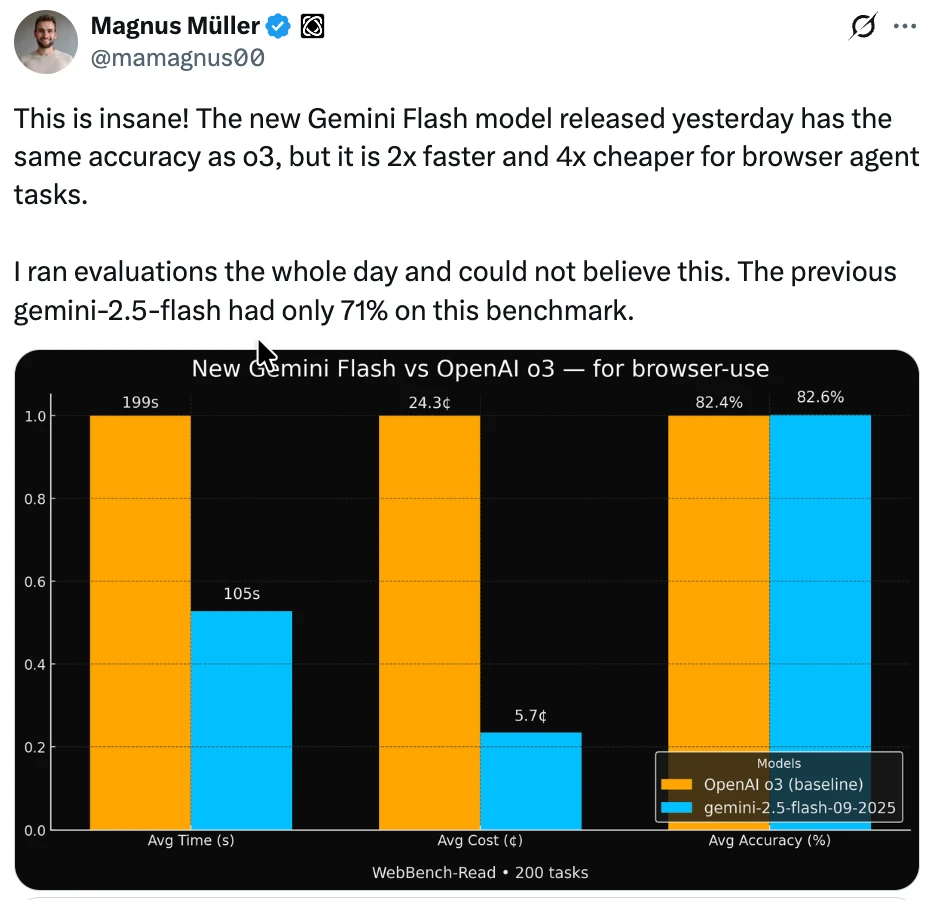 Magnus Müller
@mamagnus00
This is insane! The new Gemini Flash model released yesterday has the
same accuracy as o3, but it is 2x faster and 4x cheaper for browser agent
tasks.
I ran evaluations the whole day and could not believe this. The previous
gemini-2.5-flash had only 71% on this benchmark.
New Gemini Flash vs OpenAI o3 — for browser-use
1.0
0.8
0.6
0.4
0.2
0.0
199s
105s
24.3¢
5.7¢
82.4%
82.6%
Models
OpenAI o3 (baseline)
gemini-2.5-flash-09-2025
Avg Time (s)
Avg Cost (¢)
Avg Accuracy (%)
WebBench-Read • 200 tasks